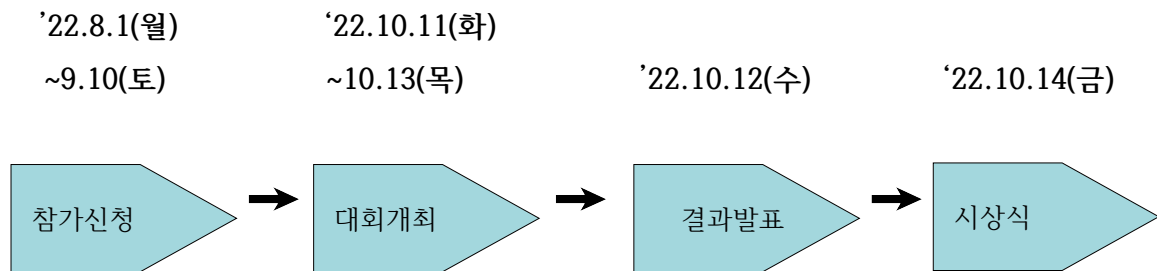 ’22.8.1(월)
~9.10(토)
‘22.10.11(화)
~10.13(목)
’22.10.12(수)
‘22.10.14(금)
참가신청
대회개최
결과발표
시상식